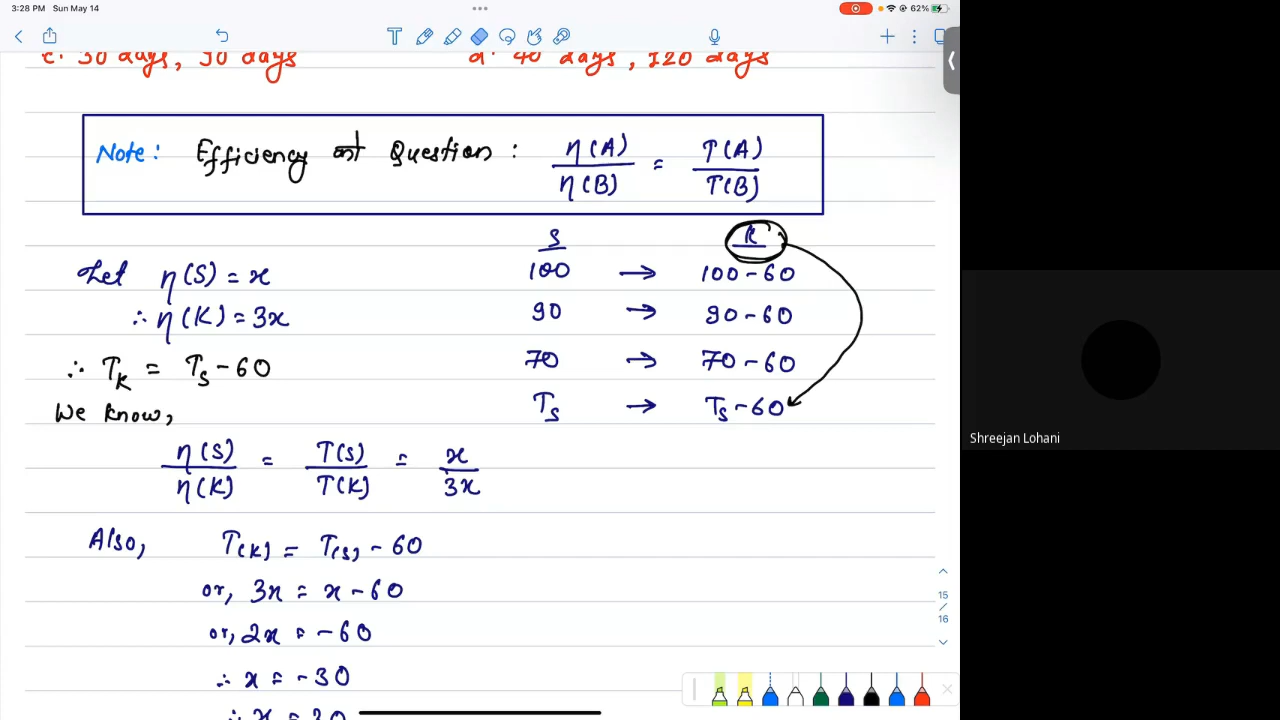 3:28 PM Sun May 14
62%
c. 30 days, 90 days d. 40 days, 120 days
Note: Efficiency Question: η(A)/η(B) = T(A)/T(B)
S K
100 → 100-60
Let η(S) = x
90 → 90-60
∴ η(K) = 3x
70 → 70-60
∴ T_K = T_S - 60
T_S → T_S - 60
We know,
η(S)/η(K) = T(S)/T(K) = x/3x
Also, T(K) = T(S) - 60
or, 3x = x - 60
or, 2x = -60
∴ x = -30
∴ x = 30
15
/
16
Shreejan Lohani